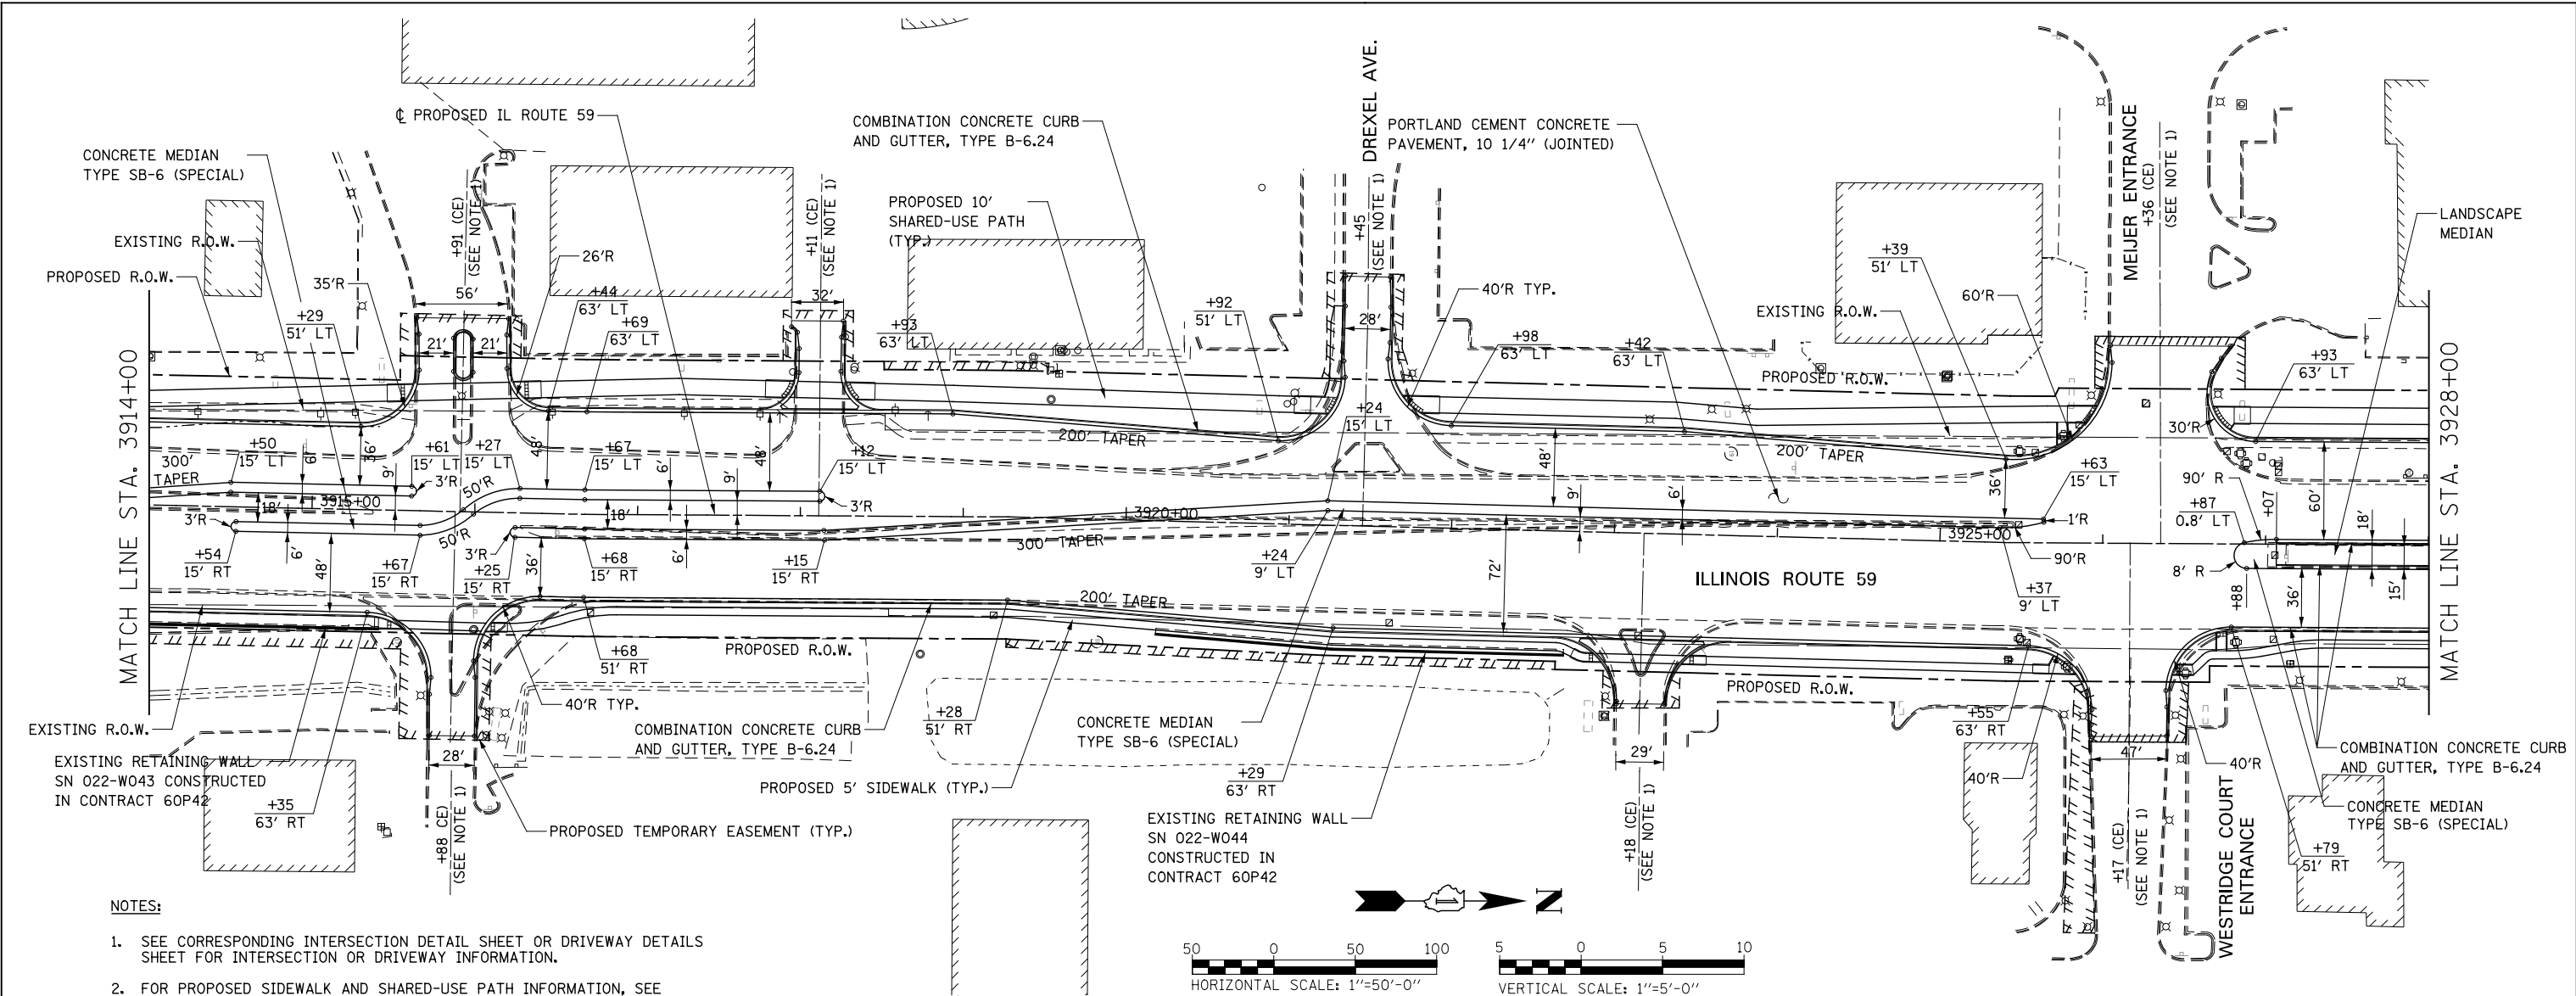 DREXEL AVE.
+45
(SEE NOTE 1)
MEIJER ENTRANCE
+36 (CE)
(SEE NOTE 1)
℄ PROPOSED IL ROUTE 59
COMBINATION CONCRETE CURB
AND GUTTER, TYPE B-6.24
PORTLAND CEMENT CONCRETE
PAVEMENT, 10 1/4" (JOINTED)
CONCRETE MEDIAN
TYPE SB-6 (SPECIAL)
EXISTING R.O.W.
PROPOSED R.O.W.
35'R
+91 (CE)
(SEE NOTE 1)
26'R
+11 (CE)
(SEE NOTE 1)
PROPOSED 10'
SHARED-USE PATH
(TYP.)
LANDSCAPE
MEDIAN
56'
32'
28'
21'
21'
+29
51' LT
+44
63' LT
+69
63' LT
+93
63' LT
+92
51' LT
40'R TYP.
+98
63' LT
+42
63' LT
EXISTING R.O.W.
+39
51' LT
60'R
PROPOSED R.O.W.
+93
63' LT
30'R
MATCH LINE STA. 3914+00
MATCH LINE STA. 3928+00
300'
TAPER
+50
15' LT
6'
36'
9'
+61
15' LT
3'R
+27
15' LT
50'R
48'
+67
15' LT
6'
9'
48'
+12
15' LT
3'R
200' TAPER
+24
15' LT
48'
9'
6'
200' TAPER
36'
+63
15' LT
1'R
90' R
+87
0.8' LT
+07
60'
18'
3915+00
18'
18'
3920+00
3925+00
3'R
+54
15' RT
6'
48'
+67
15' RT
50'R
3'R
+25
15' RT
36'
+68
15' RT
6'
+15
15' RT
300' TAPER
+24
9' LT
72'
ILLINOIS ROUTE 59
90'R
+37
9' LT
8' R
+88
36'
15'
200' TAPER
+68
51' RT
PROPOSED R.O.W.
PROPOSED R.O.W.
EXISTING R.O.W.
EXISTING RETAINING WALL
SN 022-W043 CONSTRUCTED
IN CONTRACT 60P42
+35
63' RT
28'
+88 CE)
(SEE NOTE 1)
40'R TYP.
COMBINATION CONCRETE CURB
AND GUTTER, TYPE B-6.24
PROPOSED 5' SIDEWALK (TYP.)
PROPOSED TEMPORARY EASEMENT (TYP.)
+28
51' RT
CONCRETE MEDIAN
TYPE SB-6 (SPECIAL)
+29
63' RT
EXISTING RETAINING WALL
SN 022-W044
CONSTRUCTED IN
CONTRACT 60P42
29'
+18 (CE)
(SEE NOTE 1)
+55
63' RT
40'R
47'
+17 (CE)
(SEE NOTE 1)
40'R
WESTRIDGE COURT
ENTRANCE
COMBINATION CONCRETE CURB
AND GUTTER, TYPE B-6.24
CONCRETE MEDIAN
TYPE SB-6 (SPECIAL)
+79
51' RT
1
N
50 0 50 100
HORIZONTAL SCALE: 1"=50'-0"
5 0 5 10
VERTICAL SCALE: 1"=5'-0"
NOTES:
1. SEE CORRESPONDING INTERSECTION DETAIL SHEET OR DRIVEWAY DETAILS
SHEET FOR INTERSECTION OR DRIVEWAY INFORMATION.
2. FOR PROPOSED SIDEWALK AND SHARED-USE PATH INFORMATION, SEE